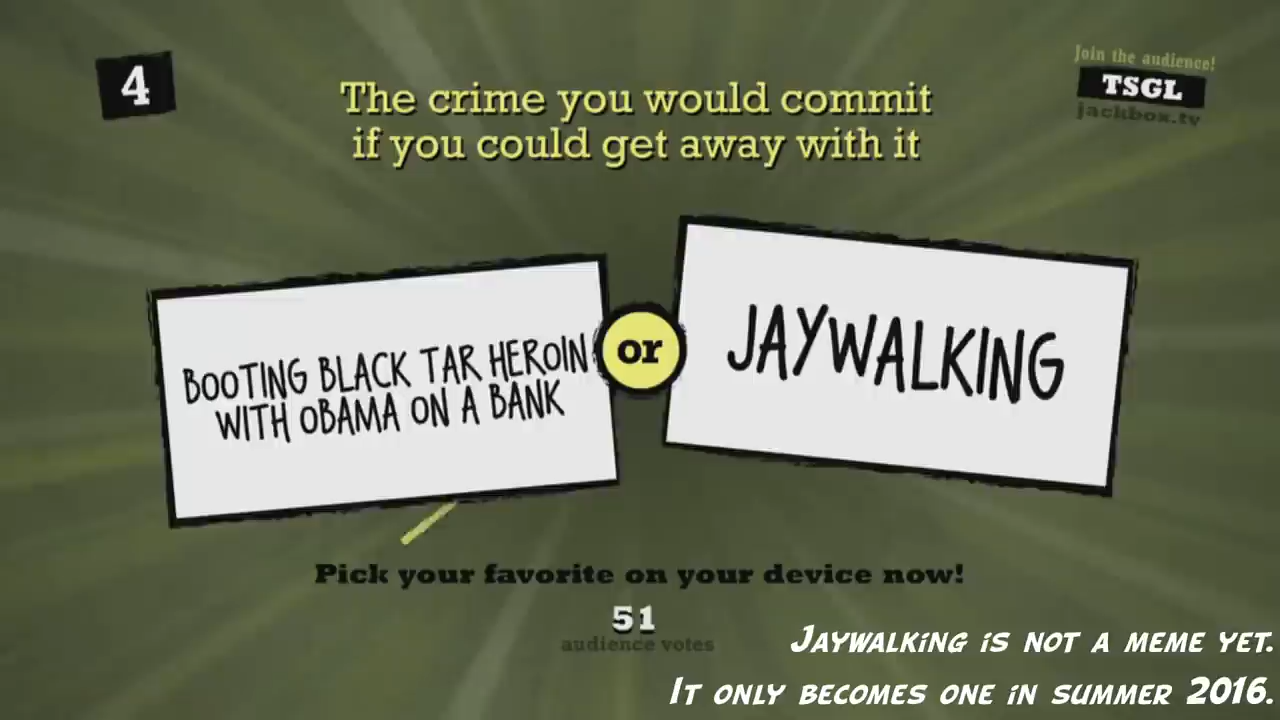 4
The crime you would commit
if you could get away with it
Join the audience!
TSGL
jackbox.tv
BOOTING BLACK TAR HEROIN
WITH OBAMA ON A BANK
or
JAYWALKING
Pick your favorite on your device now!
51
audience votes
JAYWALKING IS NOT A MEME YET.
IT ONLY BECOMES ONE IN SUMMER 2016.